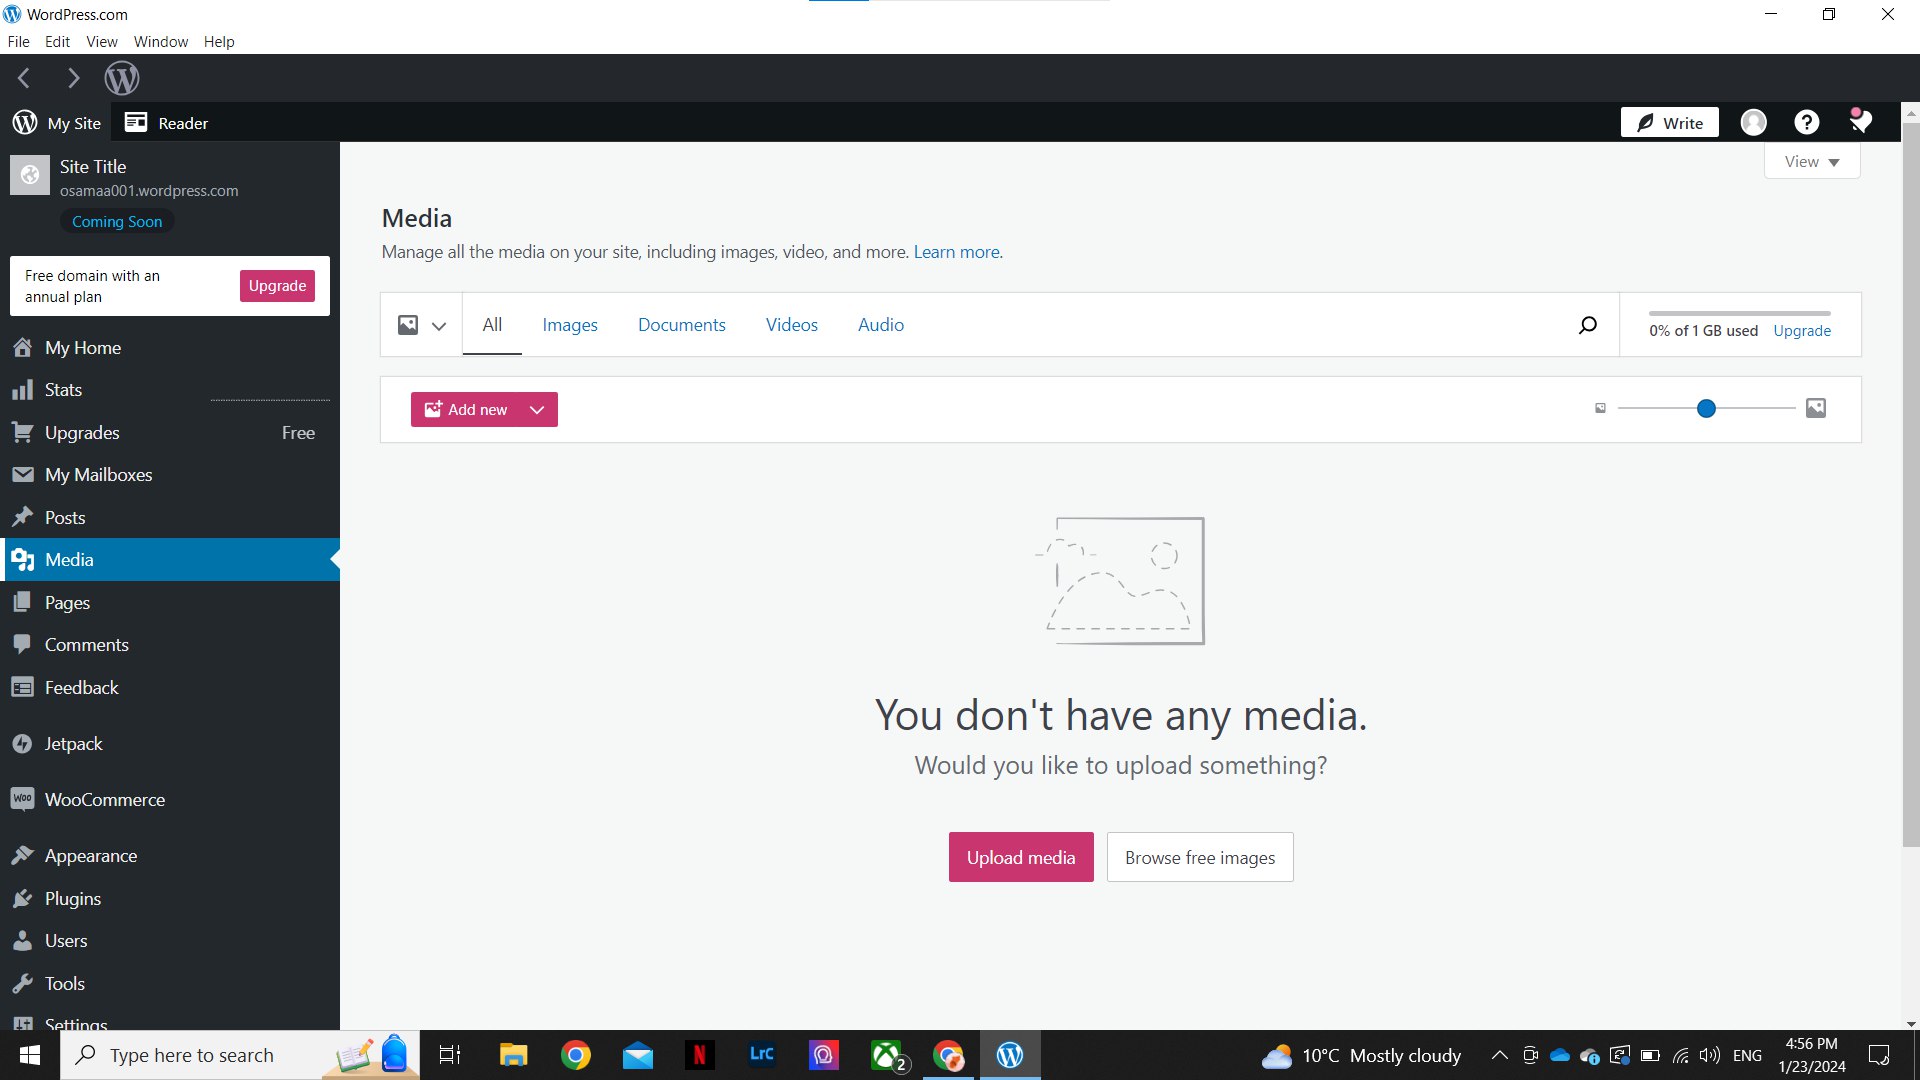 WordPress.com
File Edit View Window Help
My Site Reader Write
Site Title
osamaa001.wordpress.com
Coming Soon
Free domain with an
annual plan
Upgrade
My Home
Stats
Upgrades Free
My Mailboxes
Posts
Media
Pages
Comments
Feedback
Jetpack
WooCommerce
Appearance
Plugins
Users
Tools
Settings
View
Media
Manage all the media on your site, including images, video, and more. Learn more.
All Images Documents Videos Audio
0% of 1 GB used Upgrade
Add new
You don't have any media.
Would you like to upload something?
Upload media Browse free images
Type here to search
LrC
2
10°C Mostly cloudy
ENG
4:56 PM
1/23/2024